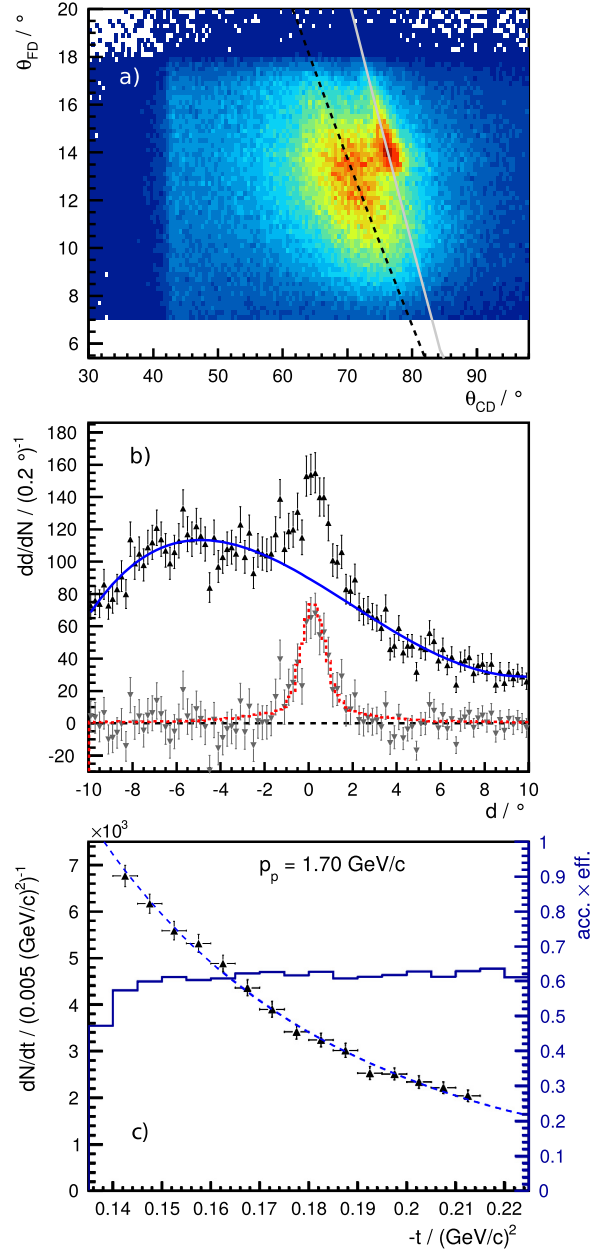 20
18
16
14
12
10
8
6
θFD / °
a)
30 40 50 60 70 80 90
θCD / °
180
160
140
120
100
80
60
40
20
0
-20
dd/dN / (0.2 °)-1
b)
-10 -8 -6 -4 -2 0 2 4 6 8 10
d / °
×10³
pp = 1.70 GeV/c
7
6
5
4
3
2
1
0
dN/dt / (0.005 (GeV/c)²)-1
c)
1
0.9
0.8
0.7
0.6
0.5
0.4
0.3
0.2
0.1
0
acc. × eff.
0.14 0.15 0.16 0.17 0.18 0.19 0.2 0.21 0.22
-t / (GeV/c)²